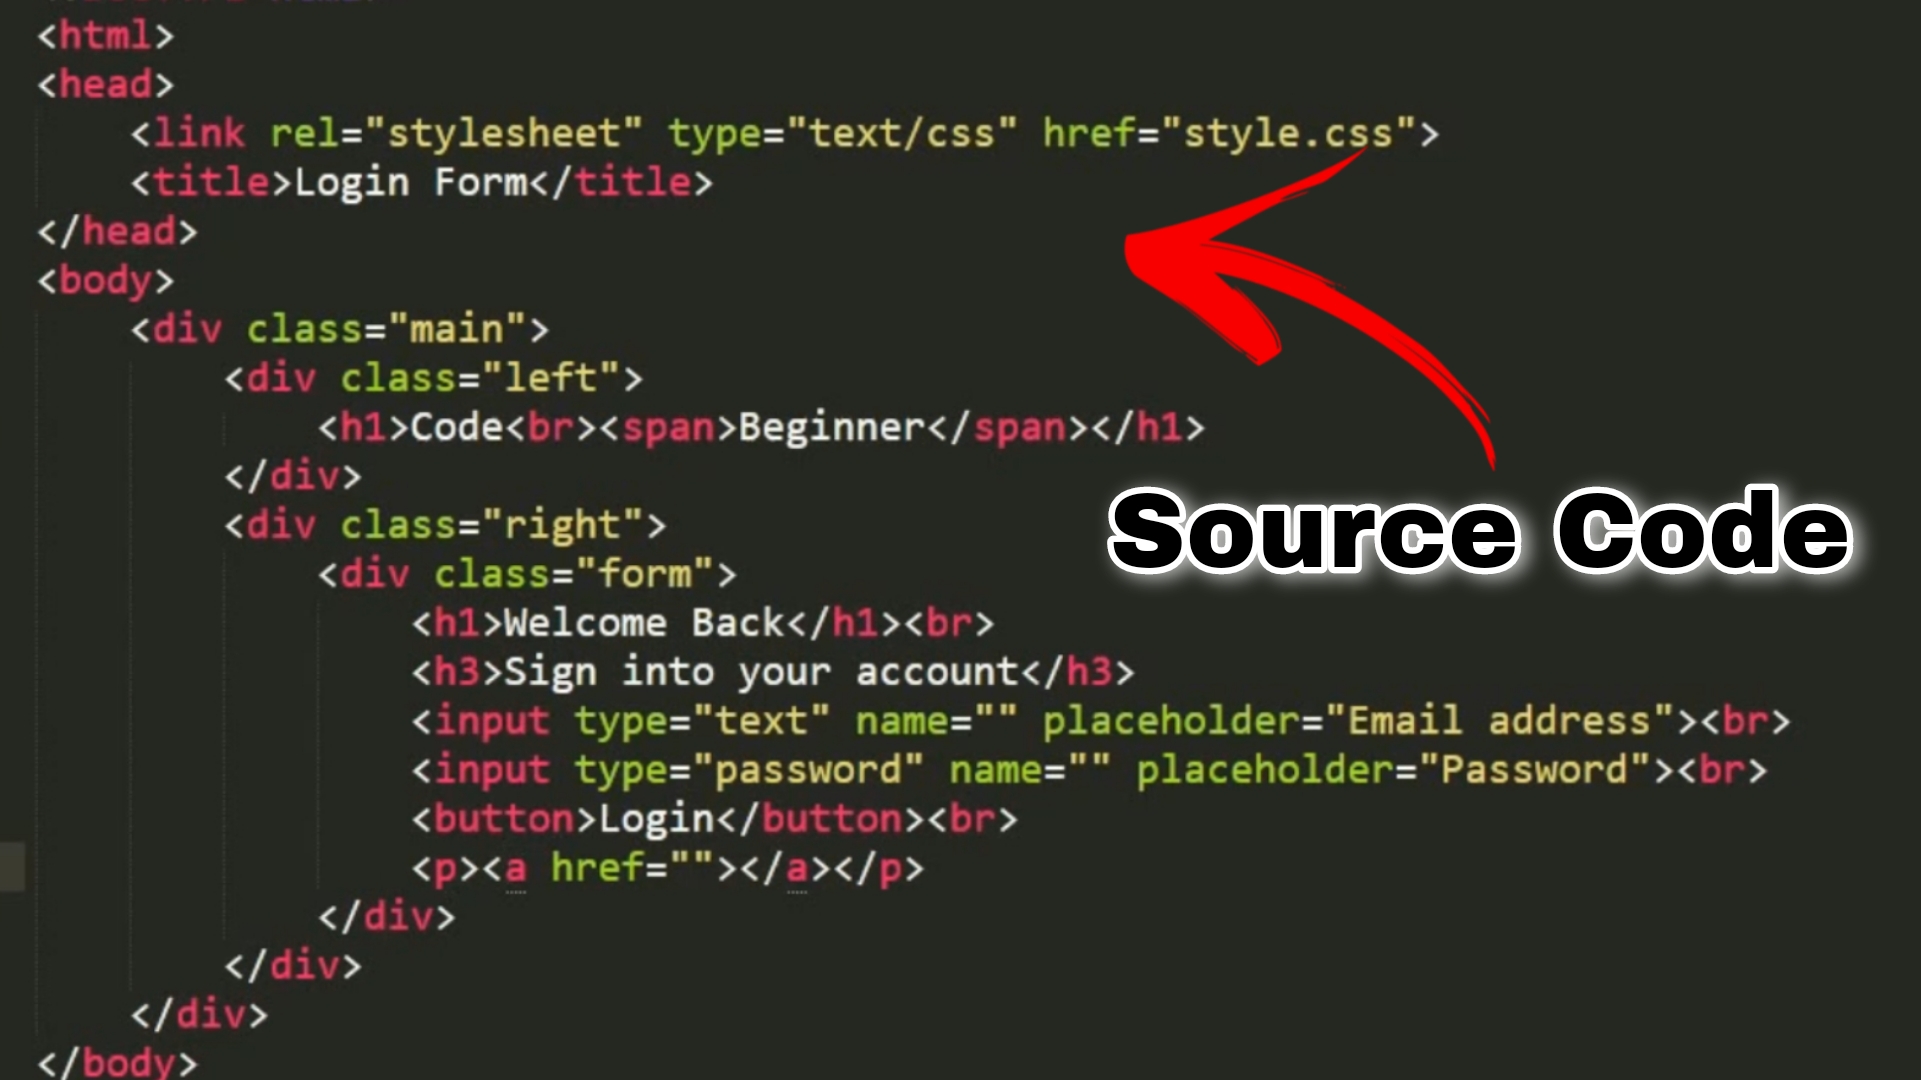 <html>
<head>
<link rel="stylesheet" type="text/css" href="style.css">
<title>Login Form</title>
</head>
<body>
<div class="main">
<div class="left">
<h1>Code<br><span>Beginner</span></h1>
</div>
<div class="right">
<div class="form">
<h1>Welcome Back</h1><br>
<h3>Sign into your account</h3>
<input type="text" name="" placeholder="Email address"><br>
<input type="password" name="" placeholder="Password"><br>
<button>Login</button><br>
<p><a href=""></a></p>
</div>
</div>
</div>
</body>
Source Code